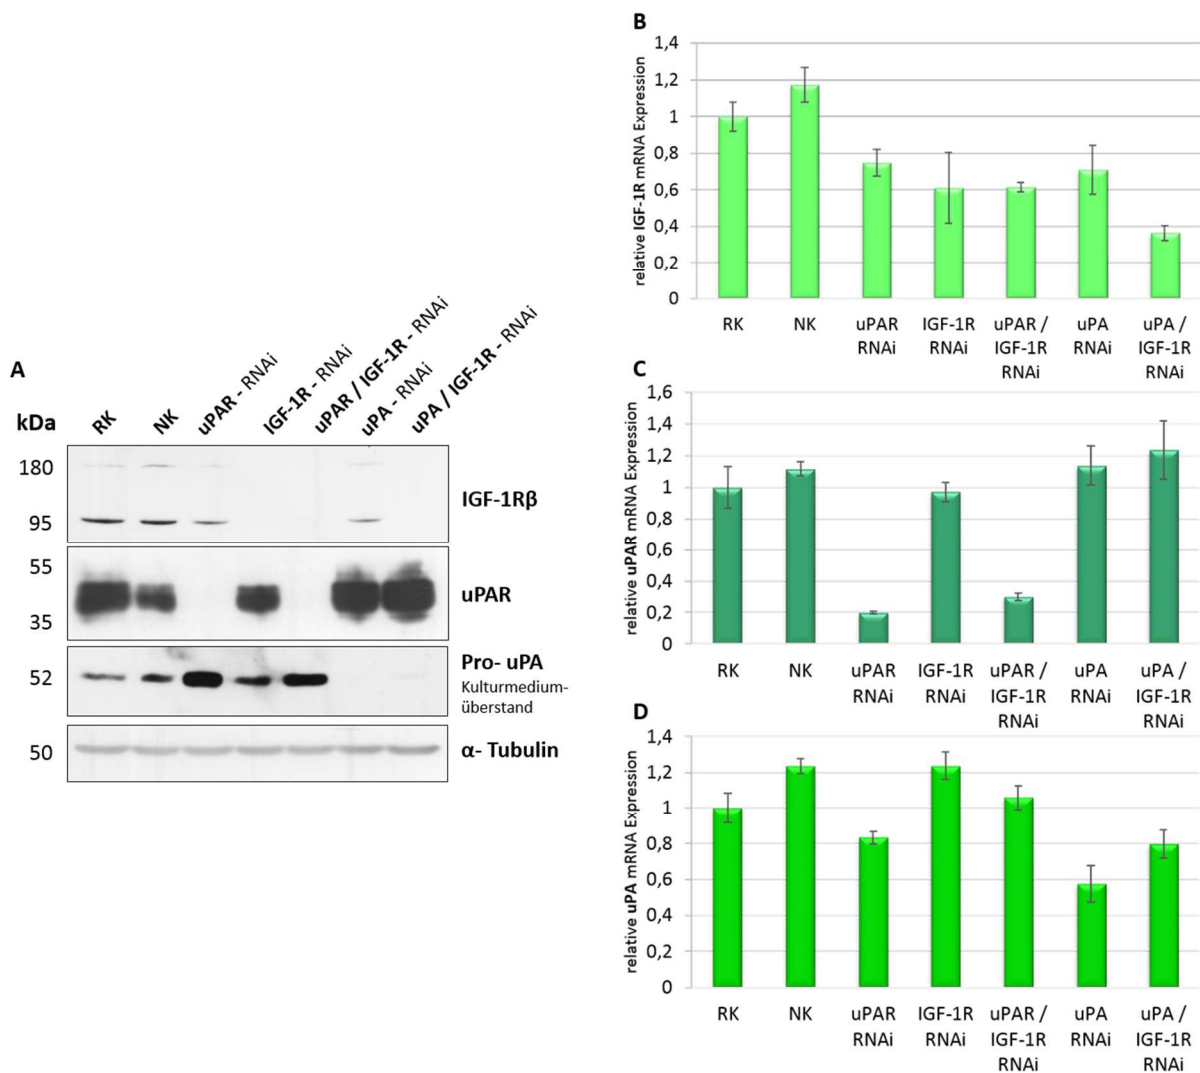 A
kDa
RK
NK
uPAR - RNAi
IGF-1R - RNAi
uPAR / IGF-1R - RNAi
uPA - RNAi
uPA / IGF-1R - RNAi
180
95
IGF-1Rβ
55
35
uPAR
52
Pro- uPA
Kulturmedium-
überstand
50
α- Tubulin
B
relative IGF-1R mRNA Expression
1,4
1,2
1
0,8
0,6
0,4
0,2
0
RK
NK
uPAR
RNAi
IGF-1R
RNAi
uPAR /
IGF-1R
RNAi
uPA
RNAi
uPA /
IGF-1R
RNAi
C
relative uPAR mRNA Expression
1,6
1,4
1,2
1
0,8
0,6
0,4
0,2
0
RK
NK
uPAR
RNAi
IGF-1R
RNAi
uPAR /
IGF-1R
RNAi
uPA
RNAi
uPA /
IGF-1R
RNAi
D
relative uPA mRNA Expression
1,4
1,2
1
0,8
0,6
0,4
0,2
0
RK
NK
uPAR
RNAi
IGF-1R
RNAi
uPAR /
IGF-1R
RNAi
uPA
RNAi
uPA /
IGF-1R
RNAi